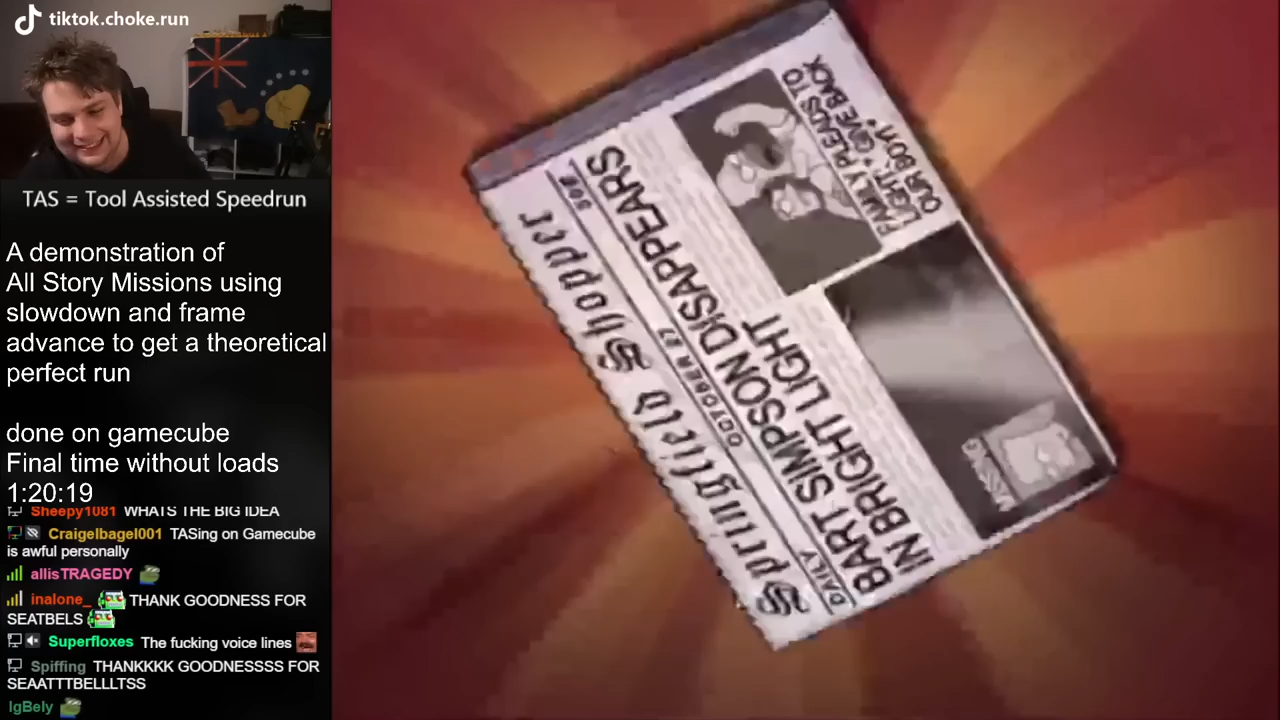 tiktok.choke.run
TAS = Tool Assisted Speedrun
A demonstration of
All Story Missions using
slowdown and frame
advance to get a theoretical
perfect run
done on gamecube
Final time without loads
1:20:19
Sheepy1081 WHATS THE BIG IDEA
Craigelbagel001 TASing on Gamecube
is awful personally
allisTRAGEDY
inalone_ THANK GOODNESS FOR
SEATBELS
Superfloxes The fucking voice lines
Spiffing THANKKKK GOODNESSSS FOR
SEAATTTBELLLTSS
IgBely
Springfield Shopper
DAILY OCTOBER 27 50¢
BART SIMPSON DISAPPEARS
IN BRIGHT LIGHT
FAMILY PLEADS TO
LIGHT: "GIVE BACK
OUR BOY!"
MISSING